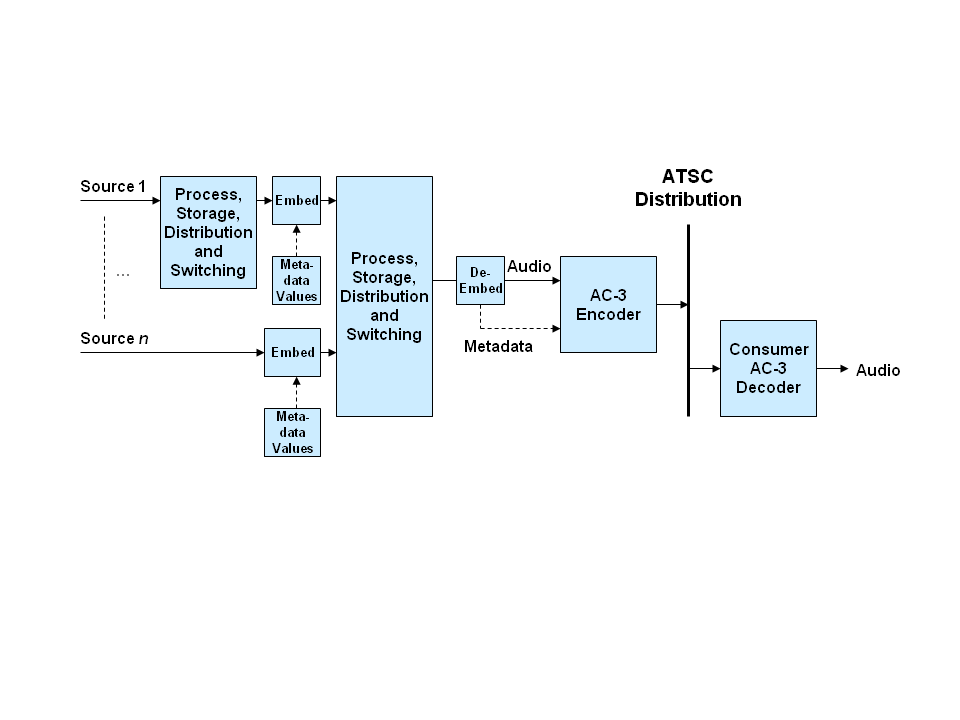 Source 1
Process,
Storage,
Distribution
and
Switching
Embed
Meta-
data
Values
...
Source n
Embed
Meta-
data
Values
Process,
Storage,
Distribution
and
Switching
De-
Embed
Audio
Metadata
AC-3
Encoder
ATSC
Distribution
Consumer
AC-3
Decoder
Audio